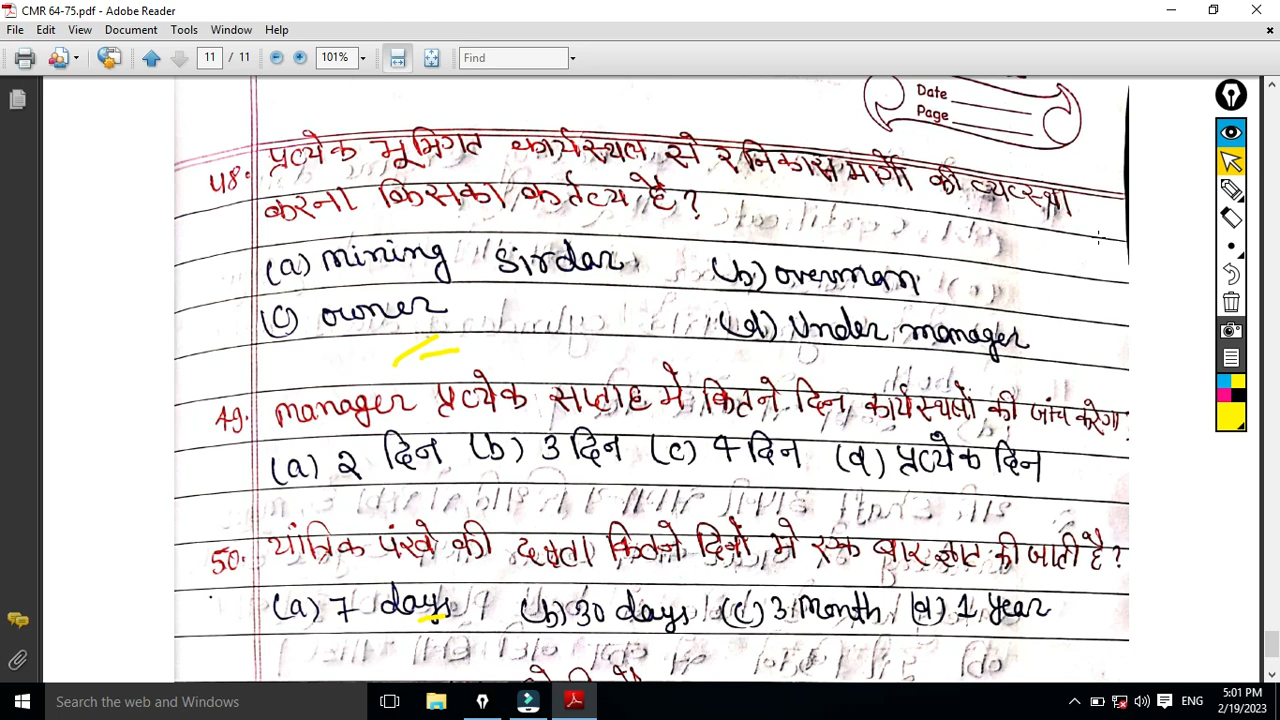 CMR 64-75.pdf - Adobe Reader
File Edit View Document Tools Window Help
11 / 11 101% Find
Date
Page
48. प्रत्येक भूमिगत कार्यस्थल से २ निकास मार्गो की व्यवस्था
करना किसका कर्तव्य है?
(a) mining Sirdar (b) overman
(c) owner (d) Under manager
49. manager प्रत्येक सप्ताह मे कितने दिन कार्यस्थलों की जांच करेगा
(a) २ दिन (b) 3 दिन (c) 4 दिन (d) प्रत्येक दिन
50. यांत्रिक पंखे की दक्षता कितने दिनों मे एक बार ज्ञात की जाती है?
(a) 7 days (b) 30 days (c) 3 month (d) 1 year
Search the web and Windows
ENG
5:01 PM
2/19/2023